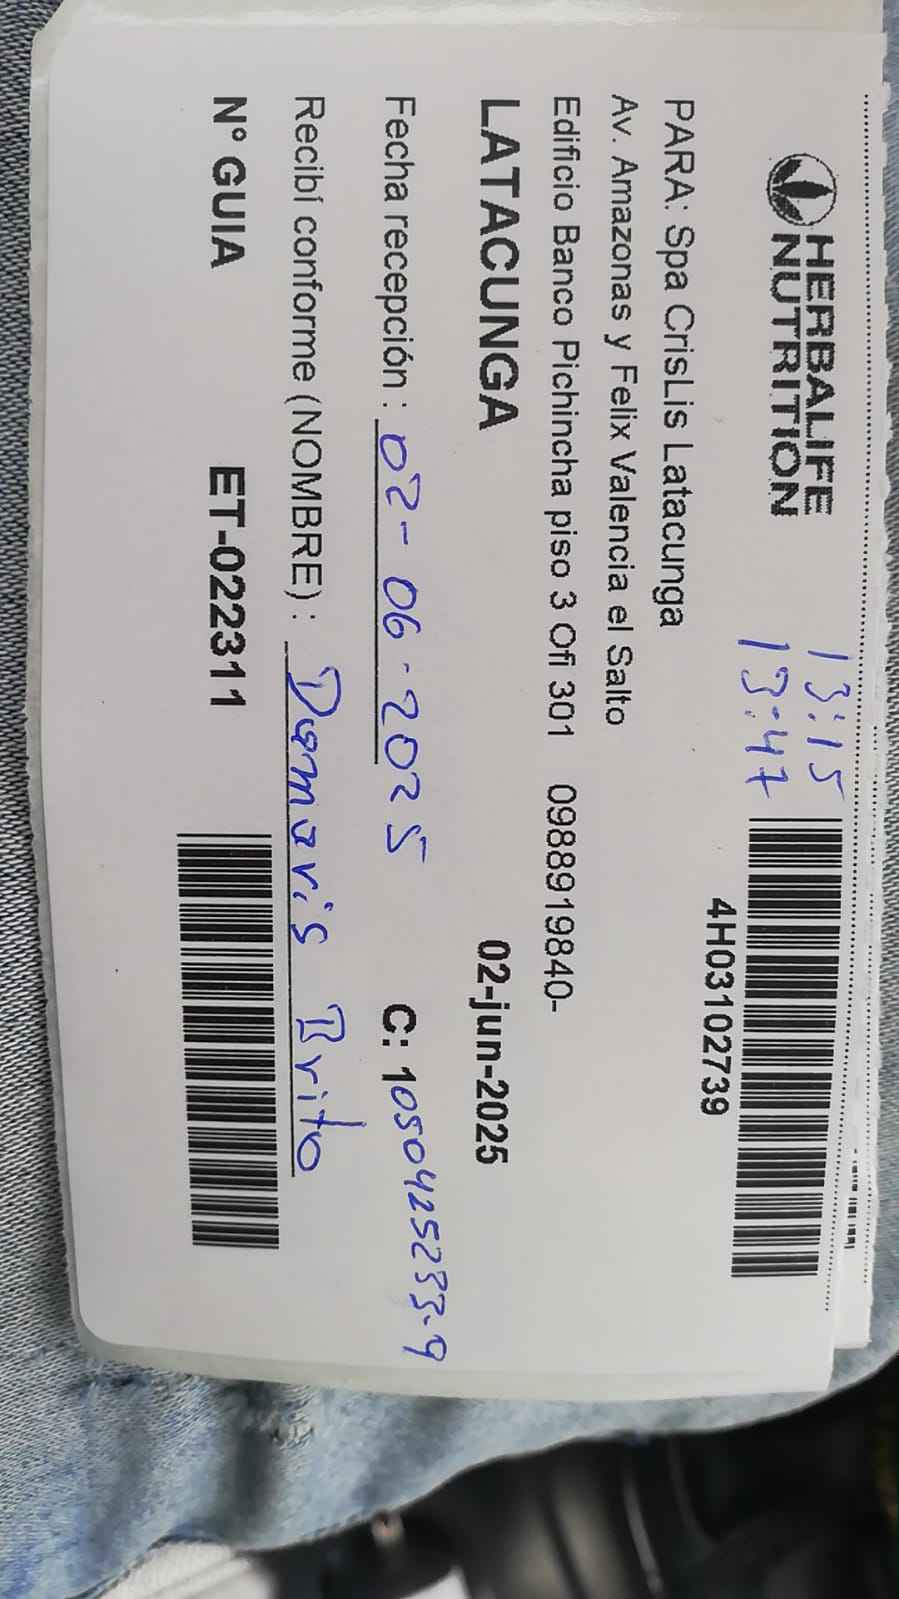 HERBALIFE
NUTRITION
13:15
13:47
4H03102739
PARA: Spa CrisLis Latacunga
Av. Amazonas y Felix Valencia el Salto
Edificio Banco Pichincha piso 3 Ofi 301 0988919840-
LATACUNGA 02-jun-2025
Fecha recepción : 02-06-2025 C: 1050425233-9
Recibí conforme (NOMBRE) : Damaris Brito
N° GUIA ET-022311